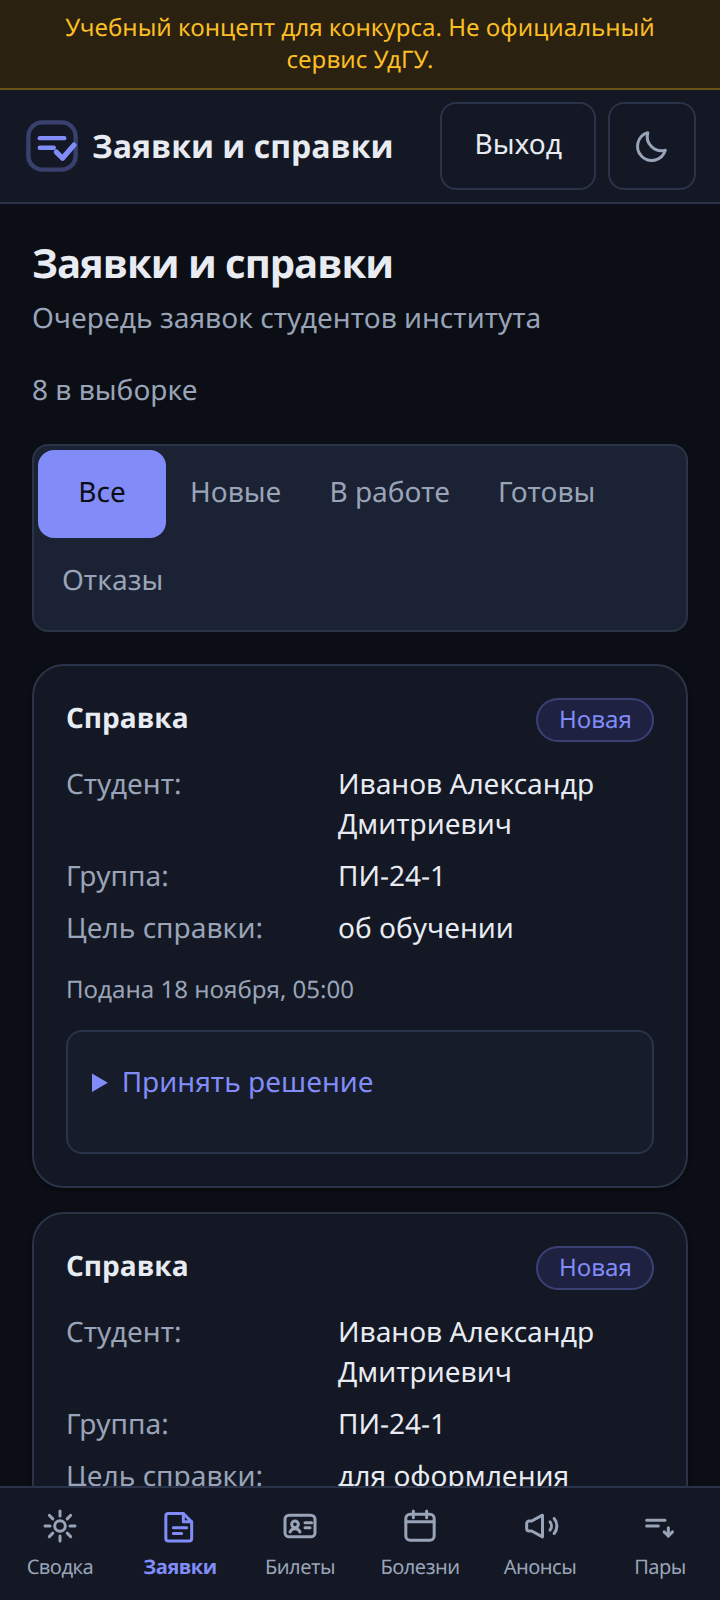 Учебный концепт для конкурса. Не официальный
сервис УдГУ.
Заявки и справки
Выход
Заявки и справки
Очередь заявок студентов института
8 в выборке
Все
Новые
В работе
Готовы
Отказы
Справка
Новая
Студент:
Иванов Александр
Дмитриевич
Группа:
ПИ-24-1
Цель справки:
об обучении
Подана 18 ноября, 05:00
Принять решение
Справка
Новая
Студент:
Иванов Александр
Дмитриевич
Группа:
ПИ-24-1
Цель справки:
для оформления
Сводка
Заявки
Билеты
Болезни
Анонсы
Пары